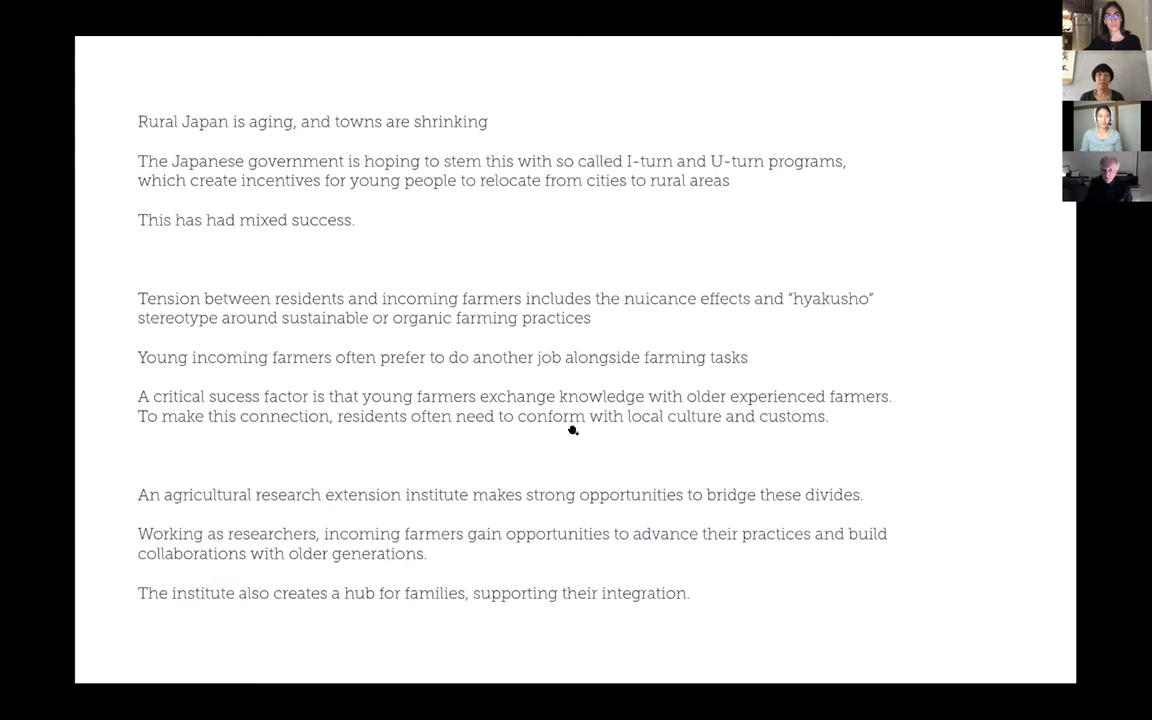 Rural Japan is aging, and towns are shrinking
The Japanese government is hoping to stem this with so called I-turn and U-turn programs,
which create incentives for young people to relocate from cities to rural areas
This has had mixed success.
Tension between residents and incoming farmers includes the nuicance effects and “hyakusho”
stereotype around sustainable or organic farming practices
Young incoming farmers often prefer to do another job alongside farming tasks
A critical sucess factor is that young farmers exchange knowledge with older experienced farmers.
To make this connection, residents often need to conform with local culture and customs.
An agricultural research extension institute makes strong opportunities to bridge these divides.
Working as researchers, incoming farmers gain opportunities to advance their practices and build
collaborations with older generations.
The institute also creates a hub for families, supporting their integration.